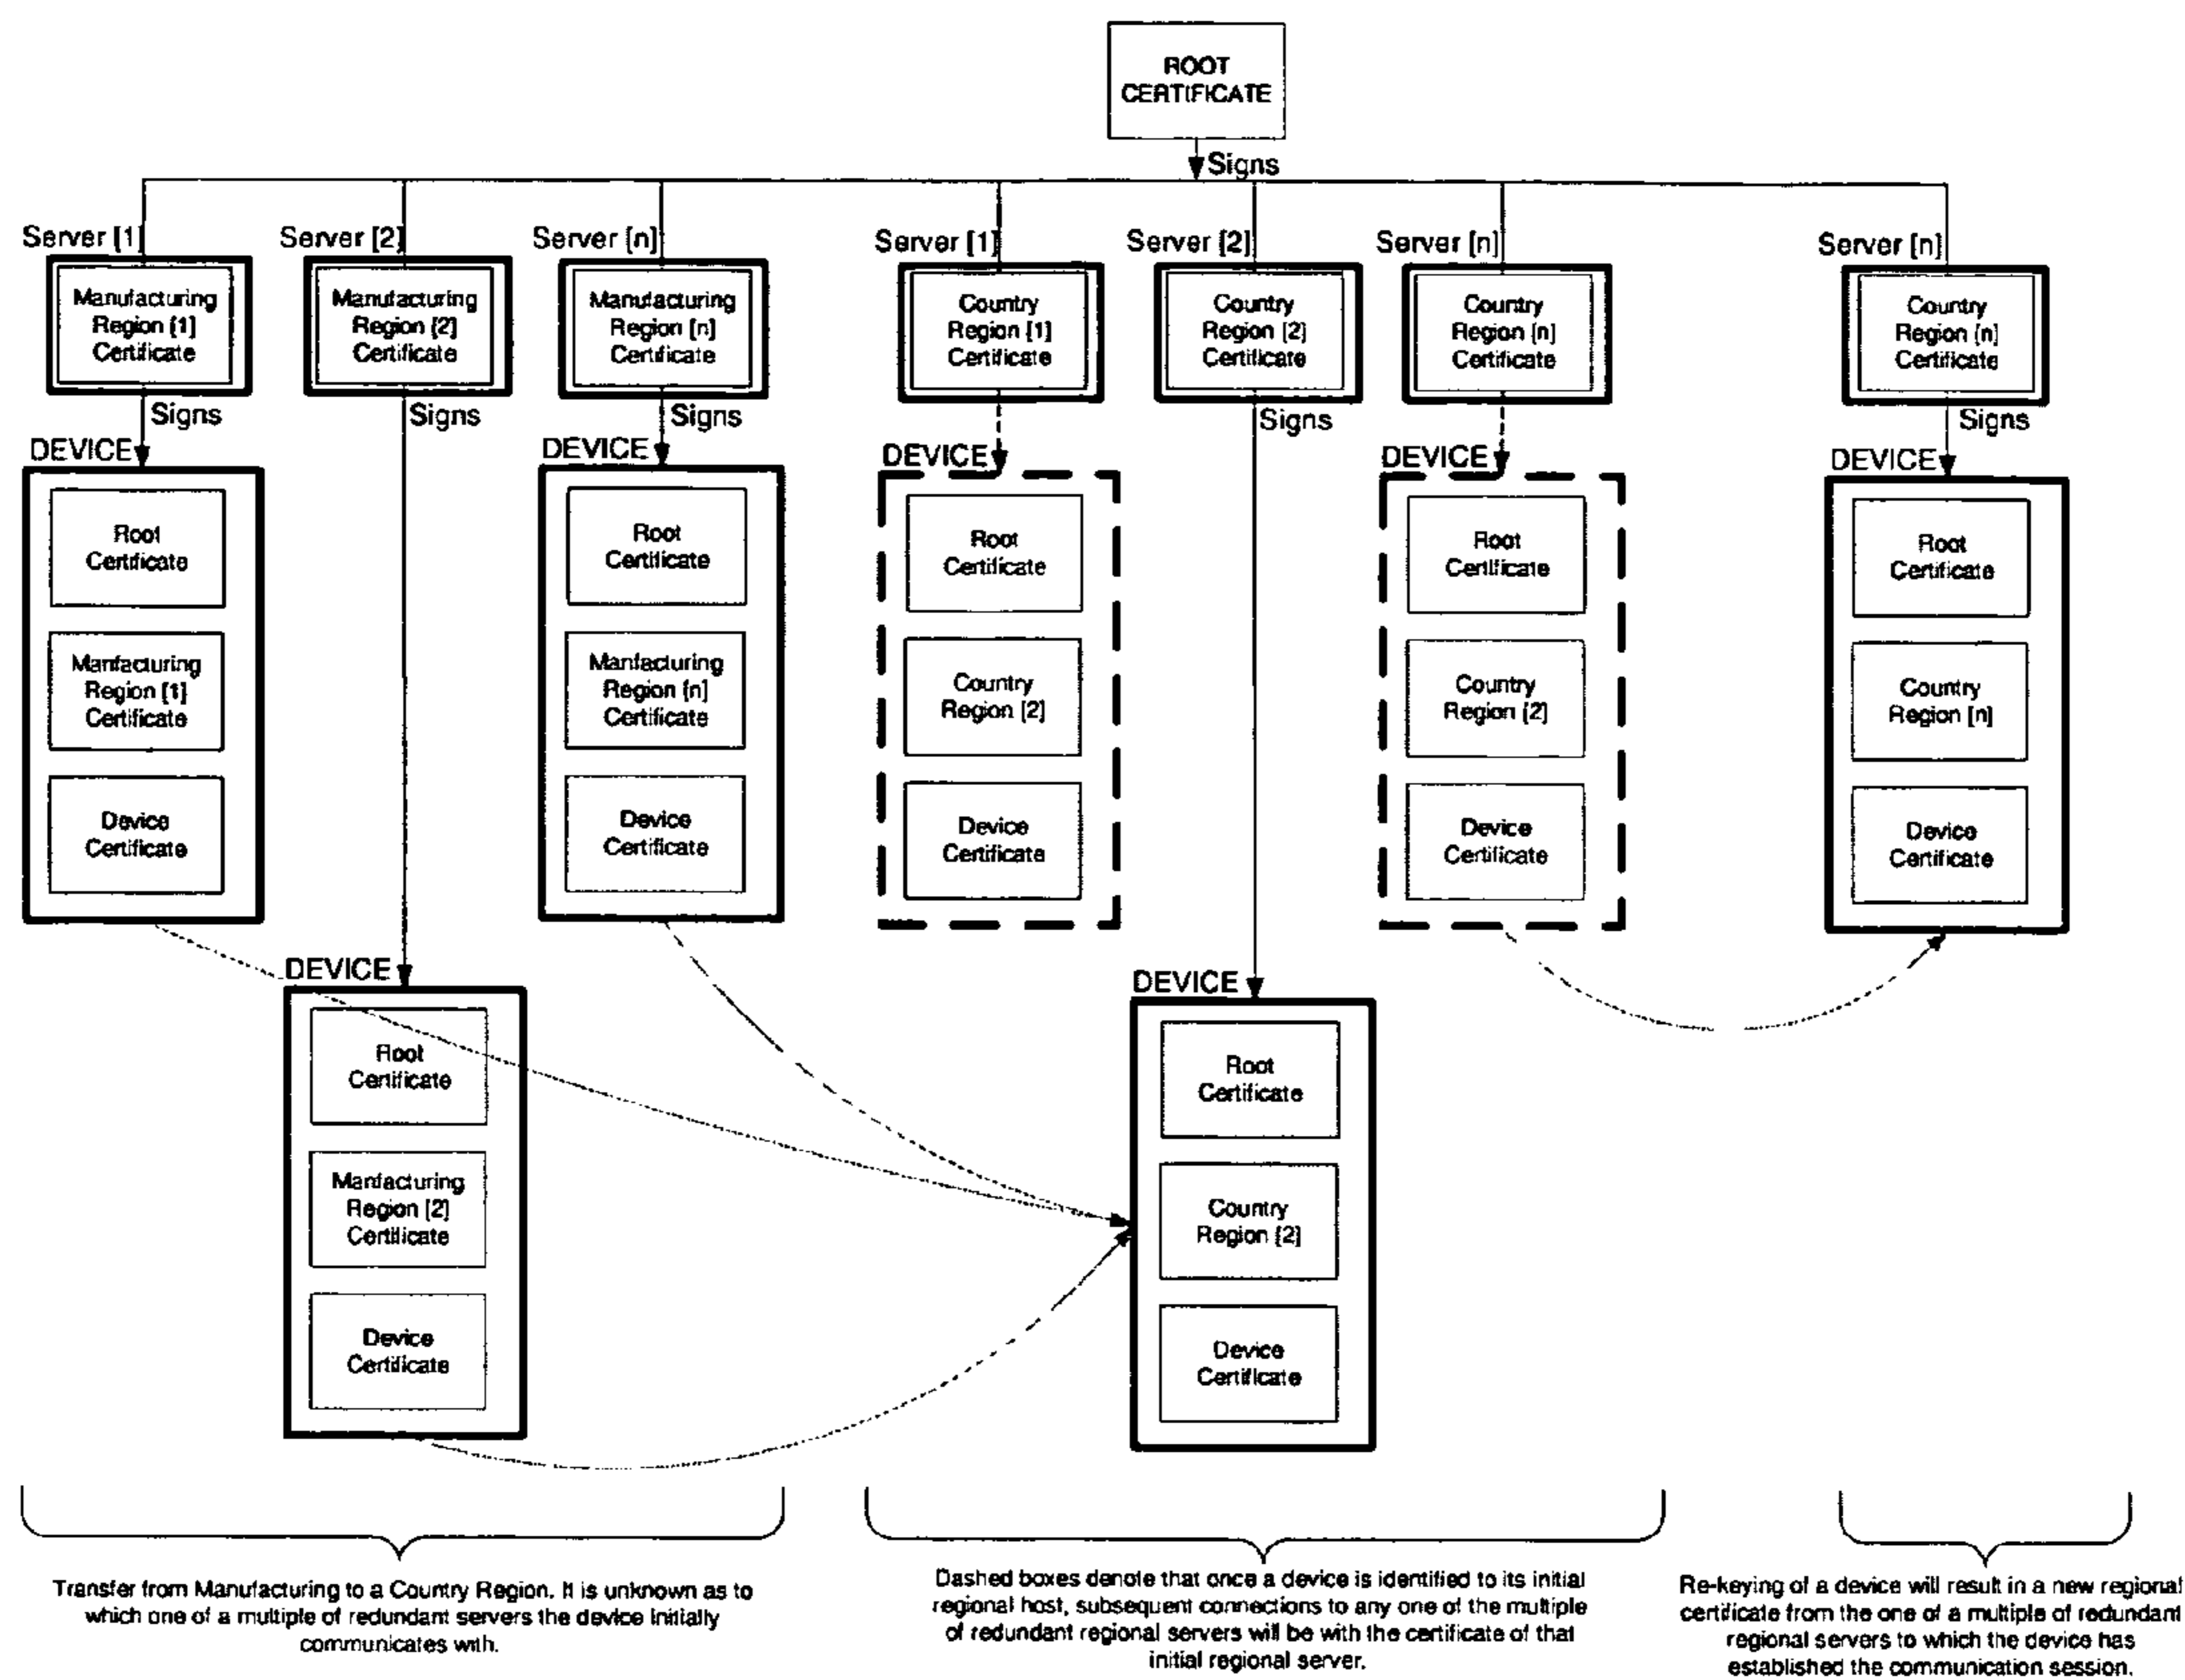 ROOT
CERTIFICATE
Signs
Server [1]
Server [2]
Server [n]
Server [1]
Server [2]
Server [n]
Server [n]
Manufacturing
Region [1]
Certificate
Manufacturing
Region [2]
Certificate
Manufacturing
Region [n]
Certificate
Country
Region [1]
Certificate
Country
Region [2]
Certificate
Country
Region [n]
Certificate
Country
Region [n]
Certificate
Signs
Signs
Signs
Signs
Signs
DEVICE
Root
Certificate
Manfacturing
Region [1]
Certificate
Device
Certificate
DEVICE
Root
Certificate
Manfacturing
Region [n]
Certificate
Device
Certificate
DEVICE
Root
Certificate
Country
Region [2]
Device
Certificate
DEVICE
Root
Certificate
Country
Region [2]
Device
Certificate
DEVICE
Root
Certificate
Country
Region [n]
Device
Certificate
DEVICE
Root
Certificate
Manfacturing
Region [2]
Certificate
Device
Certificate
DEVICE
Root
Certificate
Country
Region [2]
Device
Certificate
Transfer from Manufacturing to a Country Region. It is unknown as to
which one of a multiple of redundant servers the device initially
communicates with.
Dashed boxes denote that once a device is identified to its initial
regional host, subsequent connections to any one of the multiple
of redundant regional servers will be with the certificate of that
initial regional server.
Re-keying of a device will result in a new regional
certificate from the one of a multiple of redundant
regional servers to which the device has
established the communication session.